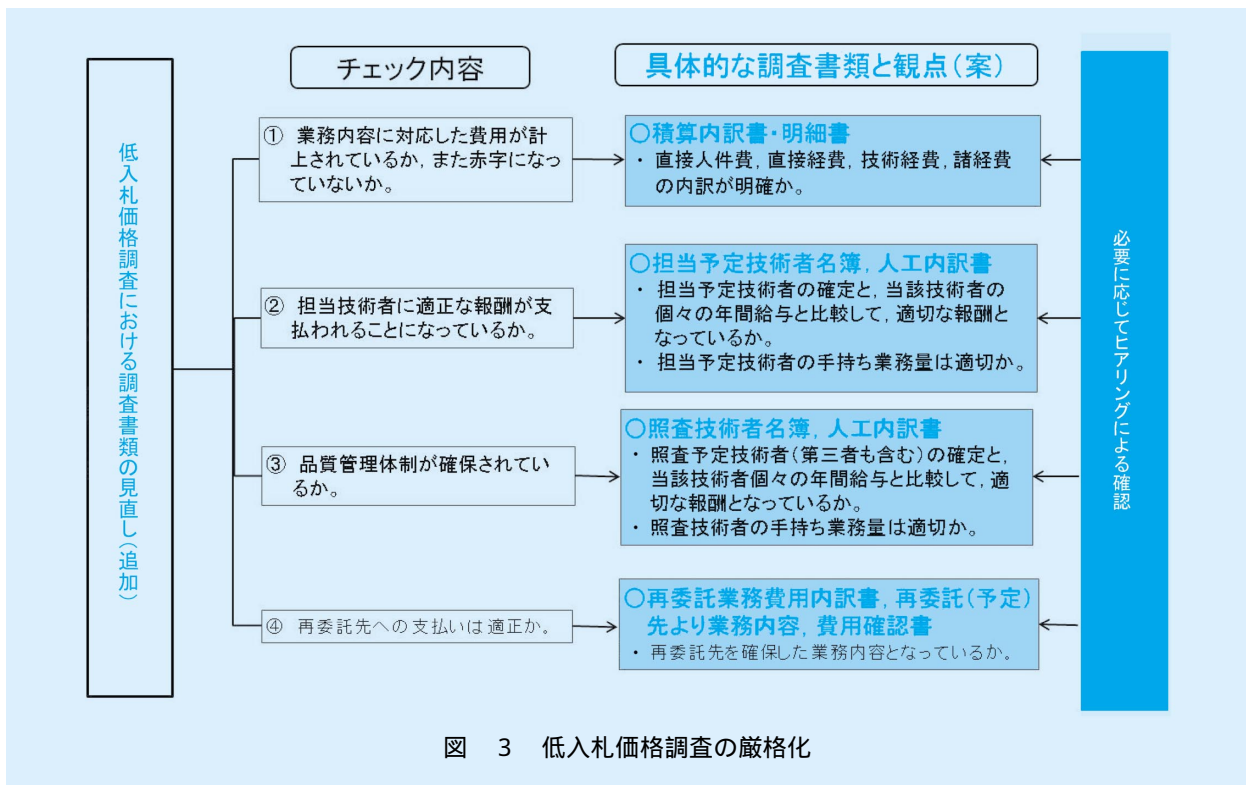 低入札価格調査における調査書類の見直し(追加)
チェック内容
具体的な調査書類と観点(案)
① 業務内容に対応した費用が計
上されているか,また赤字になっ
ていないか。
○積算内訳書・明細書
・ 直接人件費,直接経費,技術経費,諸経費
の内訳が明確か。
② 担当技術者に適正な報酬が支
払われることになっているか。
○担当予定技術者名簿,人工内訳書
・ 担当予定技術者の確定と,当該技術者の
個々の年間給与と比較して,適切な報酬と
なっているか。
・ 担当予定技術者の手持ち業務量は適切か。
③ 品質管理体制が確保されてい
るか。
○照査技術者名簿,人工内訳書
・ 照査予定技術者(第三者も含む)の確定と,
当該技術者個々の年間給与と比較して,適
切な報酬となっているか。
・ 照査技術者の手持ち業務量は適切か。
④ 再委託先への支払いは適正か。
○再委託業務費用内訳書,再委託(予定)
先より業務内容,費用確認書
・ 再委託先を確保した業務内容となっているか。
必要に応じてヒアリングによる確認
図 3 低入札価格調査の厳格化